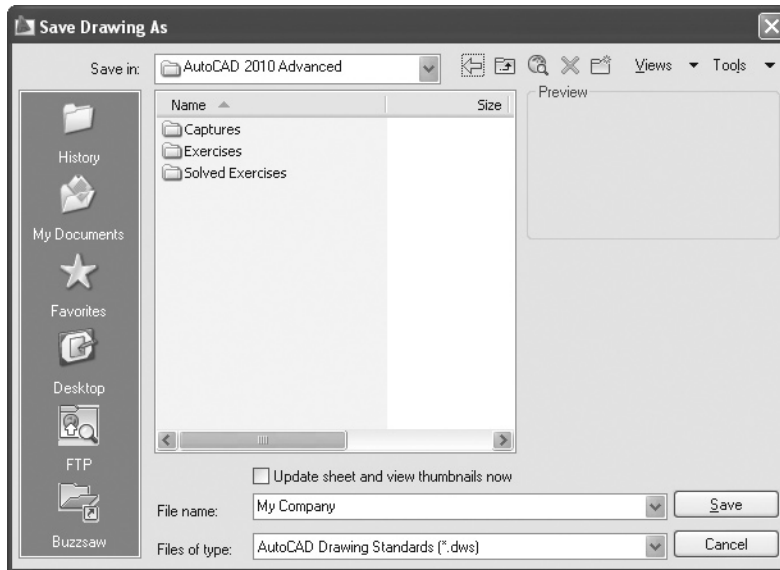 Save Drawing As
Save in:
AutoCAD 2010 Advanced
Views
Tools
History
My Documents
Favorites
Desktop
FTP
Buzzsaw
Name
Size
Captures
Exercises
Solved Exercises
Preview
Update sheet and view thumbnails now
File name:
My Company
Save
Files of type:
AutoCAD Drawing Standards (*.dws)
Cancel